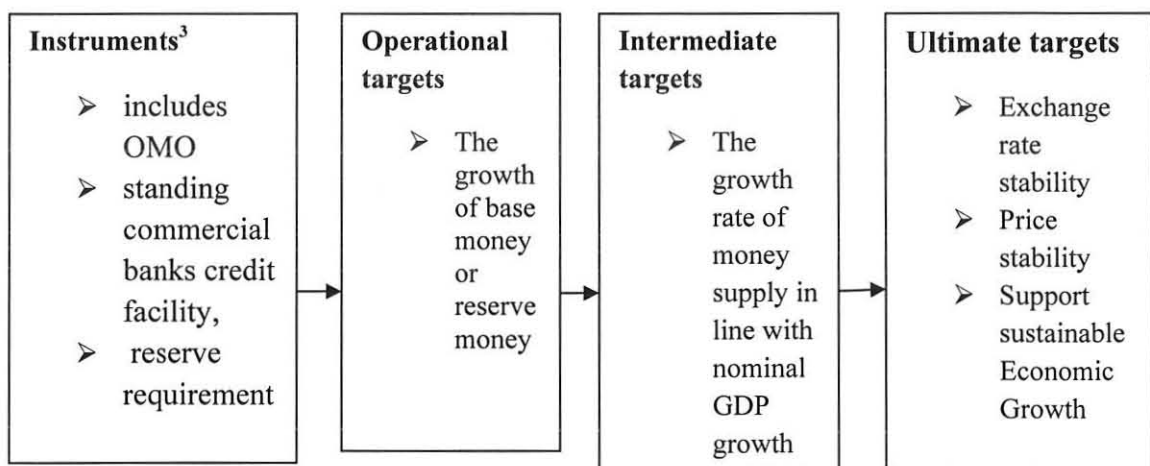 Instruments³
➢ includes
OMO
➢ standing
commercial
banks credit
facility,
➢ reserve
requirement
Operational
targets
➢ The
growth
of base
money
or
reserve
money
Intermediate
targets
➢ The
growth
rate of
money
supply in
line with
nominal
GDP
growth
Ultimate targets
➢ Exchange
rate
stability
➢ Price
stability
➢ Support
sustainable
Economic
Growth